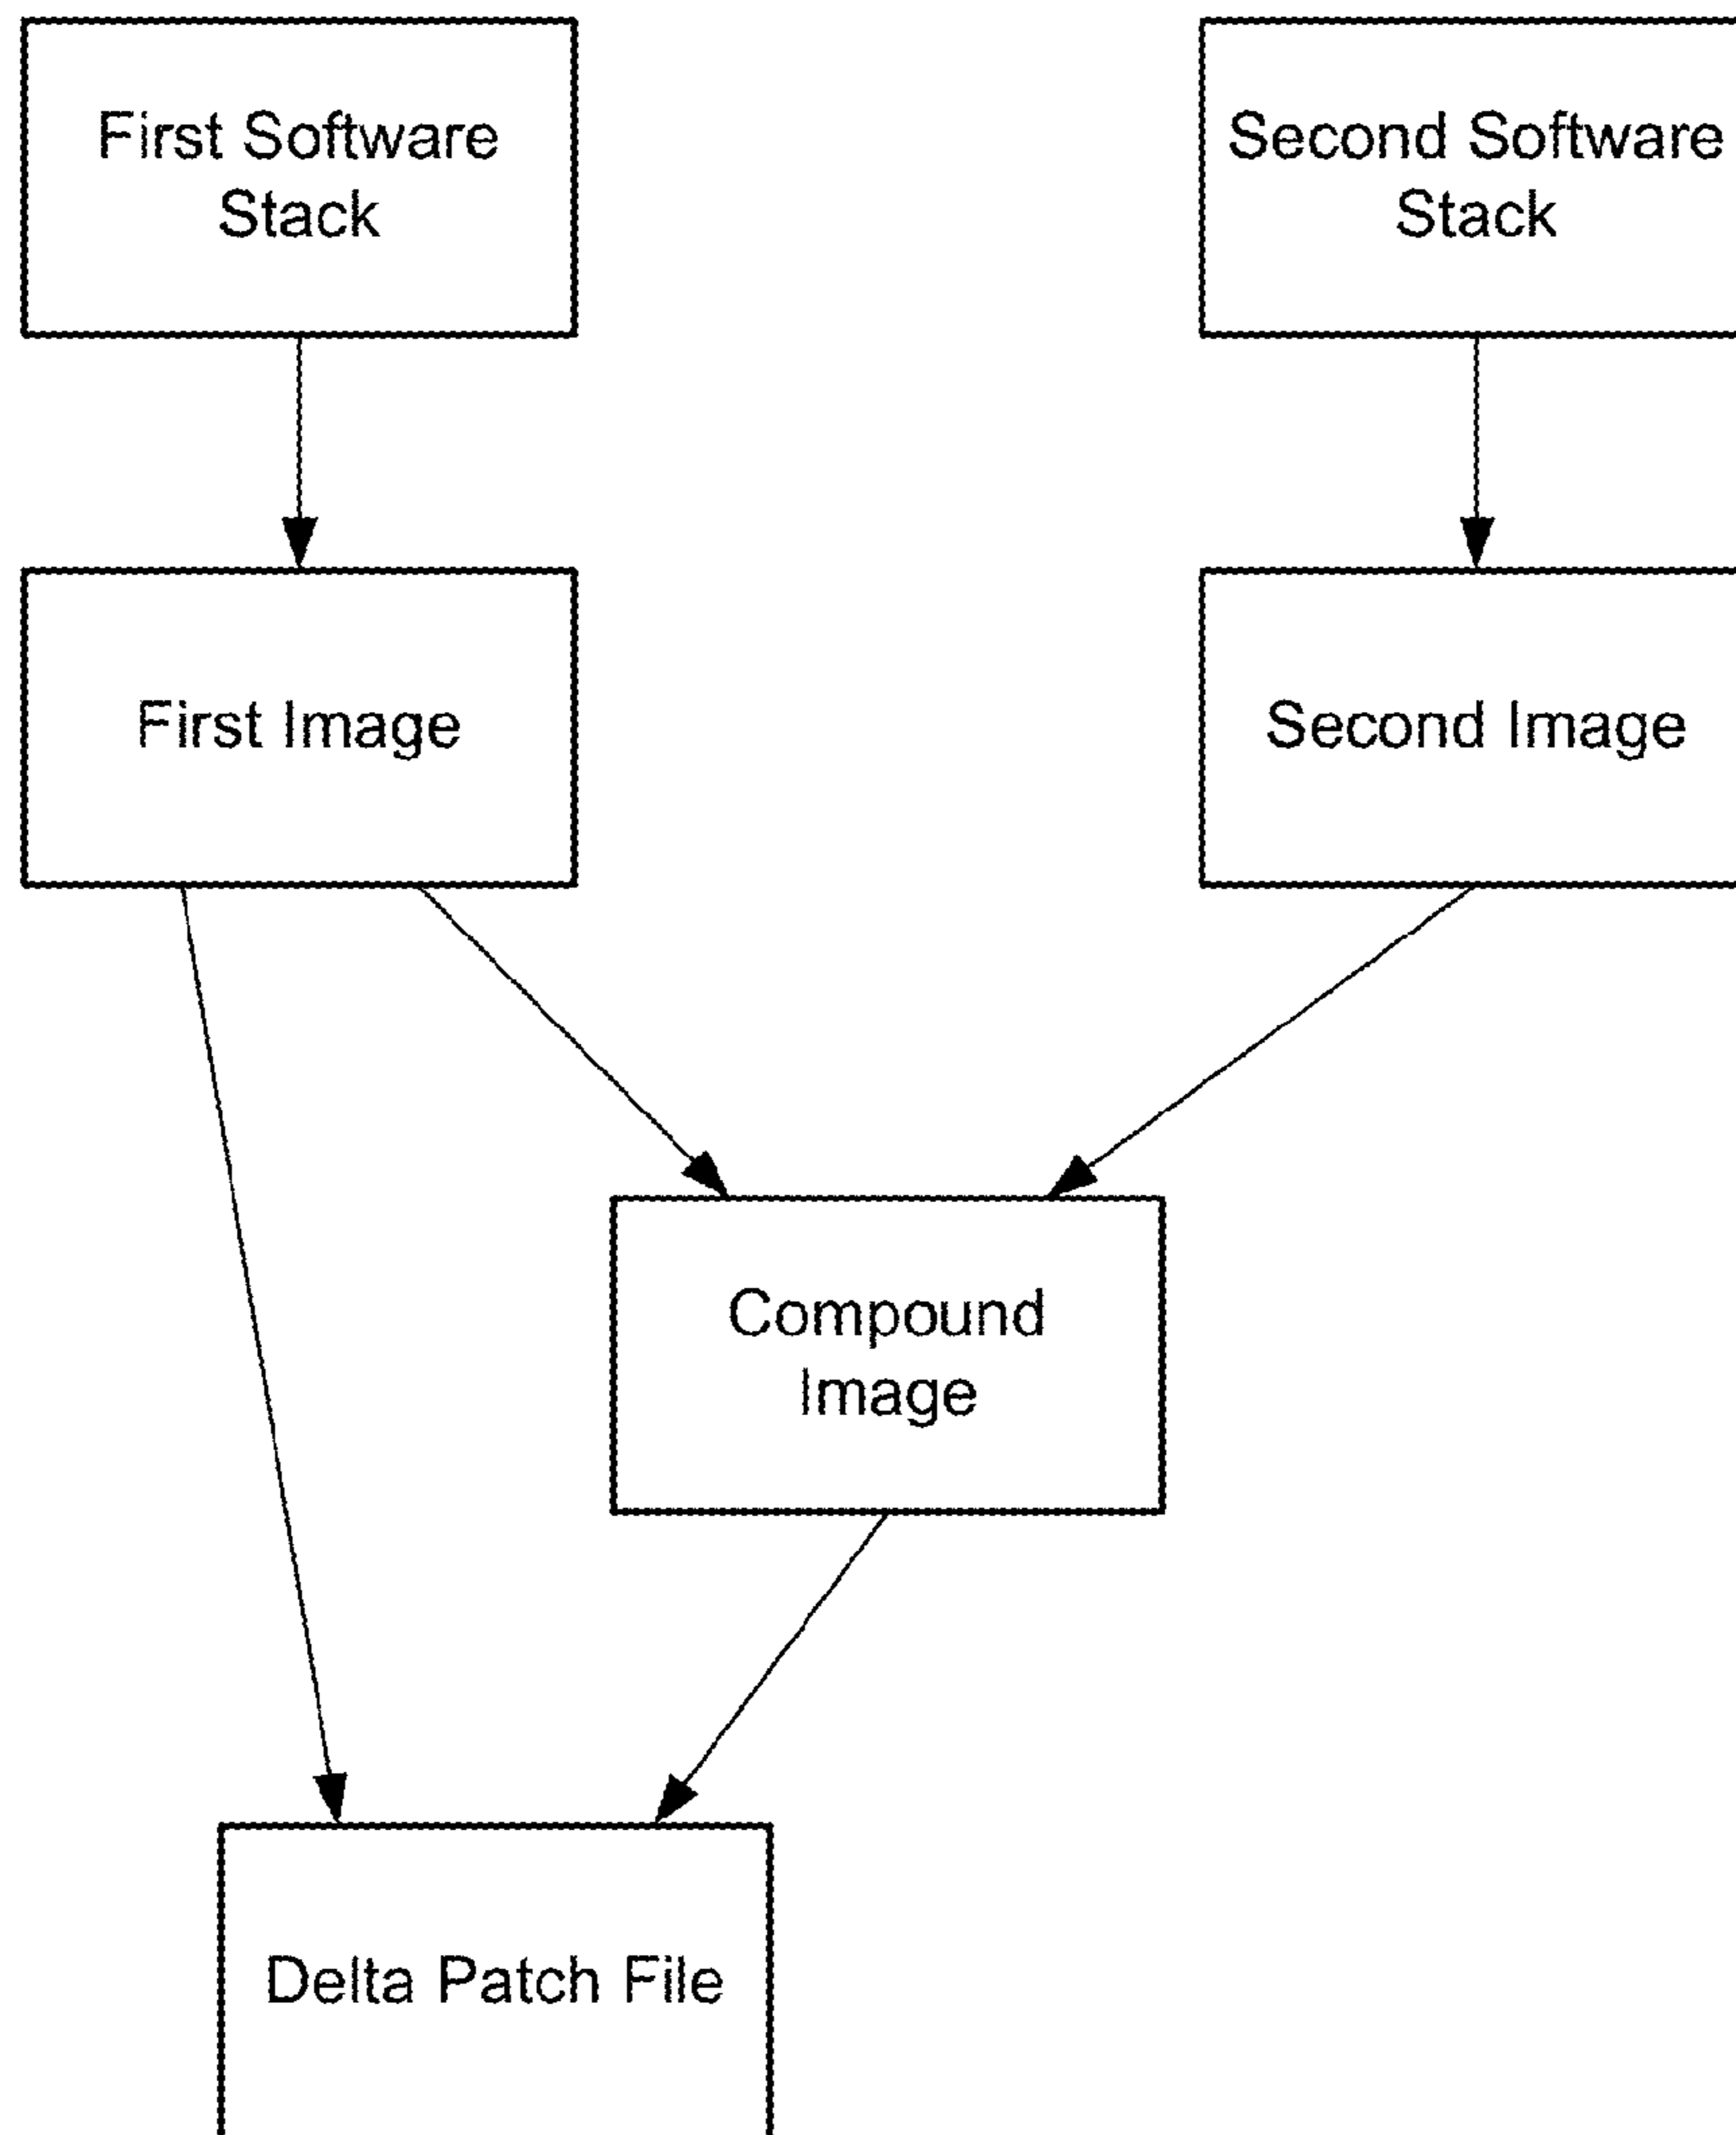 First Software
Stack
Second Software
Stack
First Image
Second Image
Compound
Image
Delta Patch File